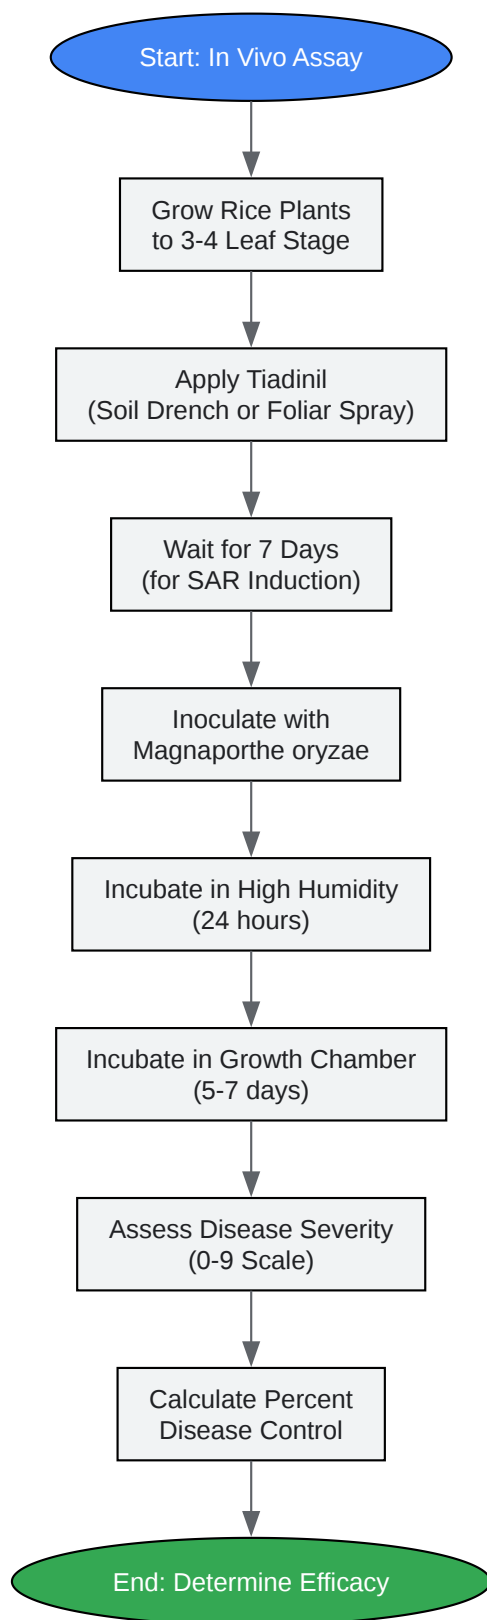 Start: In Vivo Assay
Grow Rice Plants
to 3-4 Leaf Stage
Apply Tiadinil
(Soil Drench or Foliar Spray)
Wait for 7 Days
(for SAR Induction)
Inoculate with
Magnaporthe oryzae
Incubate in High Humidity
(24 hours)
Incubate in Growth Chamber
(5-7 days)
Assess Disease Severity
(0-9 Scale)
Calculate Percent
Disease Control
End: Determine Efficacy